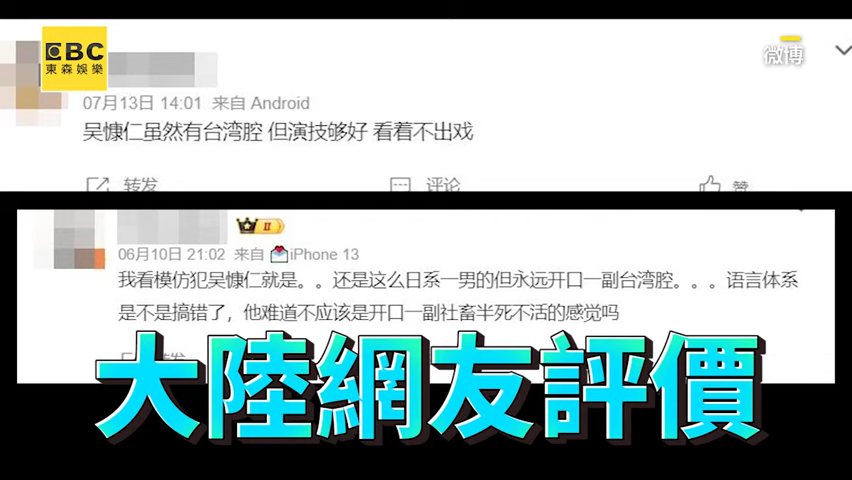 EBC
東森娛樂
微博
07月13日 14:01 来自 Android
吴慷仁虽然有台湾腔 但演技够好 看着不出戏
转发 评论 赞
II
06月10日 21:02 来自 iPhone 13
我看模仿犯吴慷仁就是。。还是这么日系一男的但永远开口一副台湾腔。。。语言体系
是不是搞错了，他难道不应该是开口一副社畜半死不活的感觉吗
大陸網友評價